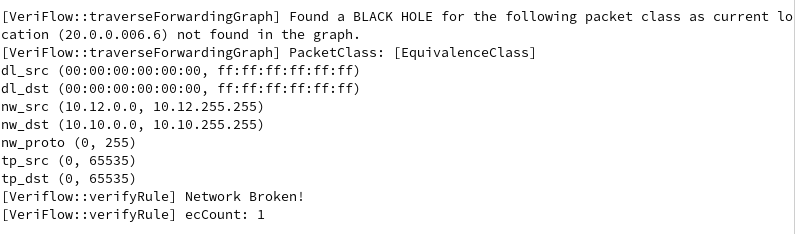 [VeriFlow::traverseForwardingGraph] Found a BLACK HOLE for the following packet class as current lo
cation (20.0.0.006.6) not found in the graph.
[VeriFlow::traverseForwardingGraph] PacketClass: [EquivalenceClass]
dl_src (00:00:00:00:00:00, ff:ff:ff:ff:ff:ff)
dl_dst (00:00:00:00:00:00, ff:ff:ff:ff:ff:ff)
nw_src (10.12.0.0, 10.12.255.255)
nw_dst (10.10.0.0, 10.10.255.255)
nw_proto (0, 255)
tp_src (0, 65535)
tp_dst (0, 65535)
[Veriflow::verifyRule] Network Broken!
[VeriFlow::verifyRule] ecCount: 1